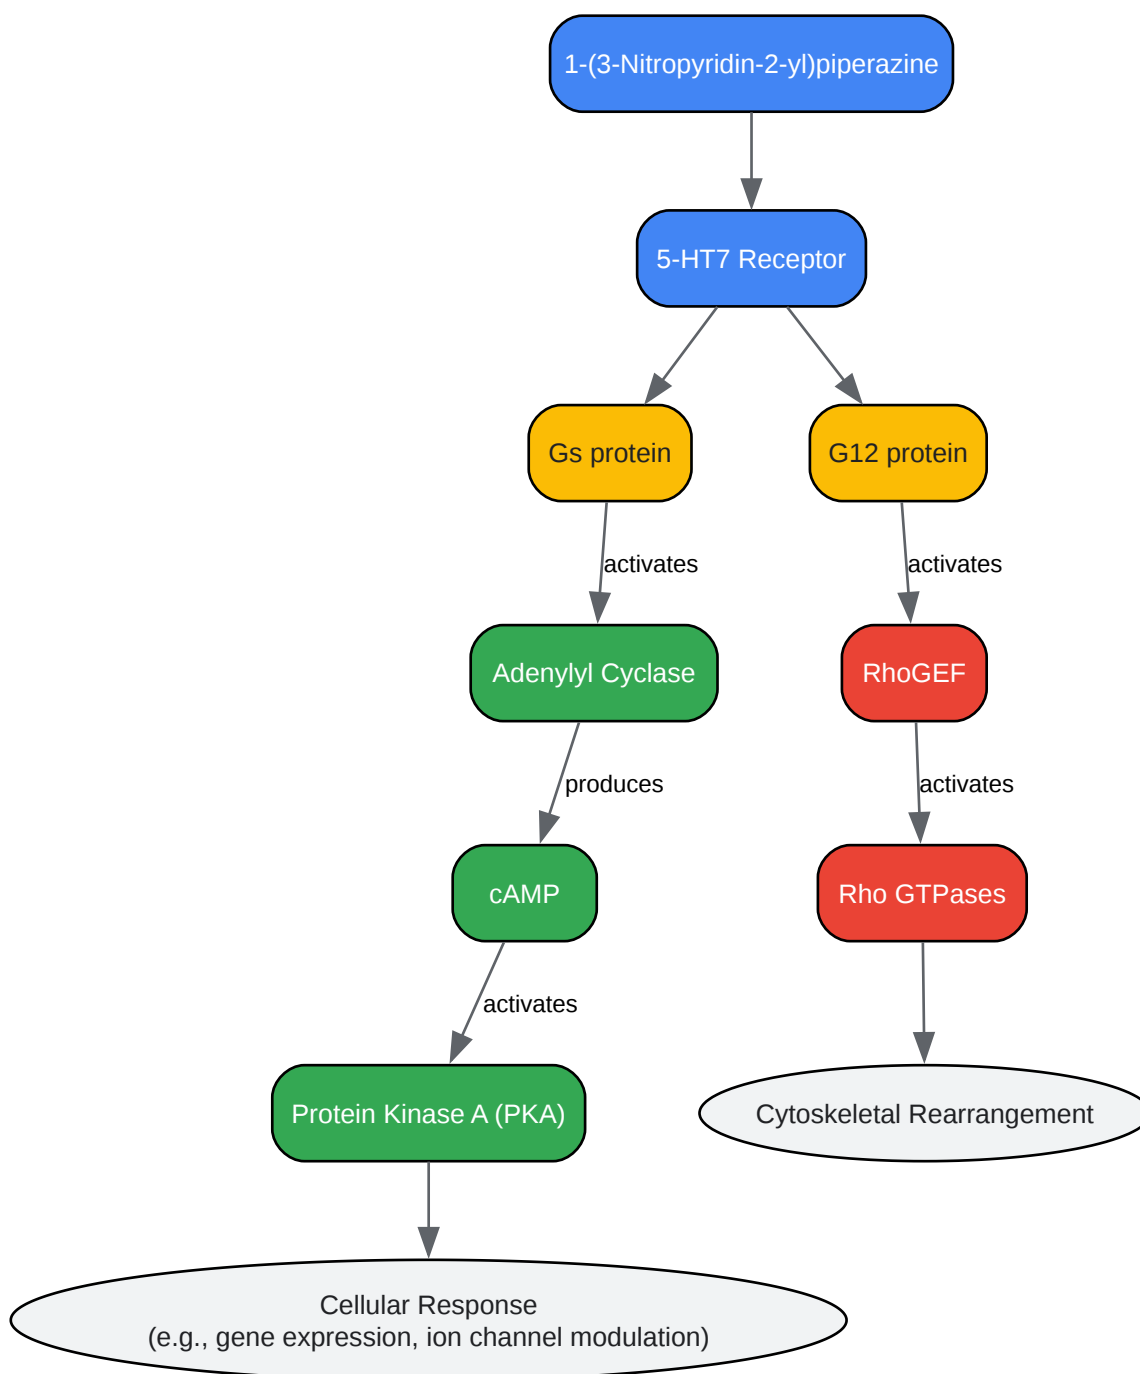 1-(3-Nitropyridin-2-yl)piperazine
5-HT7 Receptor
Gs protein
G12 protein
activates
activates
Adenylyl Cyclase
RhoGEF
produces
activates
cAMP
Rho GTPases
activates
Protein Kinase A (PKA)
Cytoskeletal Rearrangement
Cellular Response
(e.g., gene expression, ion channel modulation)